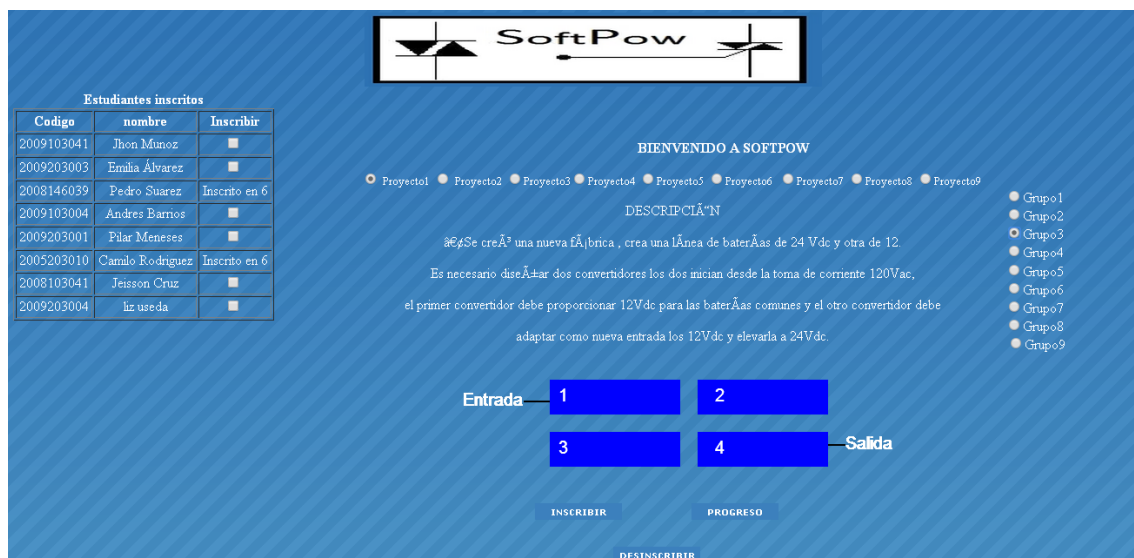 SoftPow
Estudiantes inscritos
Codigo nombre Inscribir
2009103041 Jhon Munoz
2009203003 Emilia Álvarez
2008146039 Pedro Suarez Inscrito en 6
2009103004 Andres Barrios
2009203001 Pilar Meneses
2005203010 Camilo Rodriguez Inscrito en 6
2008103041 Jeisson Cruz
2009203004 liz useda
BIENVENIDO A SOFTPOW
Proyecto1 Proyecto2 Proyecto3 Proyecto4 Proyecto5 Proyecto6 Proyecto7 Proyecto8 Proyecto9
DESCRIPCIÃ“N
â€¢Se creÃ³ una nueva fÃ¡brica , crea una lÃnea de baterÃas de 24 Vdc y otra de 12.
Es necesario diseÃ±ar dos convertidores los dos inician desde la toma de corriente 120Vac,
el primer convertidor debe proporcionar 12Vdc para las baterÃas comunes y el otro convertidor debe
adaptar como nueva entrada los 12Vdc y elevarla a 24Vdc.
Grupo1
Grupo2
Grupo3
Grupo4
Grupo5
Grupo6
Grupo7
Grupo8
Grupo9
Entrada 1 2
3 4 Salida
INSCRIBIR PROGRESO
DESINSCRIBIR